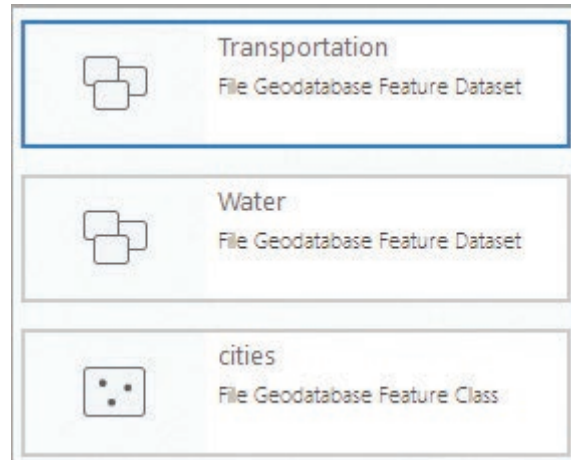 Transportation
File Geodatabase Feature Dataset
Water
File Geodatabase Feature Dataset
cities
File Geodatabase Feature Class